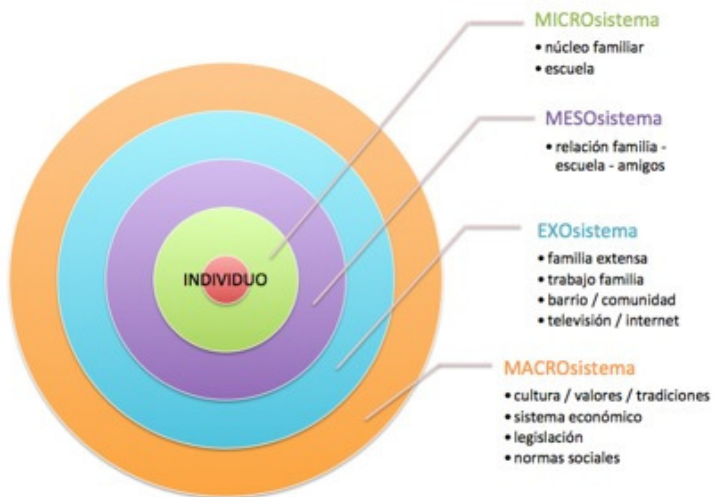 MICROsistema
• núcleo familiar
• escuela
MESOsistema
• relación familia -
escuela - amigos
INDIVIDUO
EXOsistema
• familia extensa
• trabajo familia
• barrio / comunidad
• televisión / internet
MACROsistema
• cultura / valores / tradiciones
• sistema económico
• legislación
• normas sociales